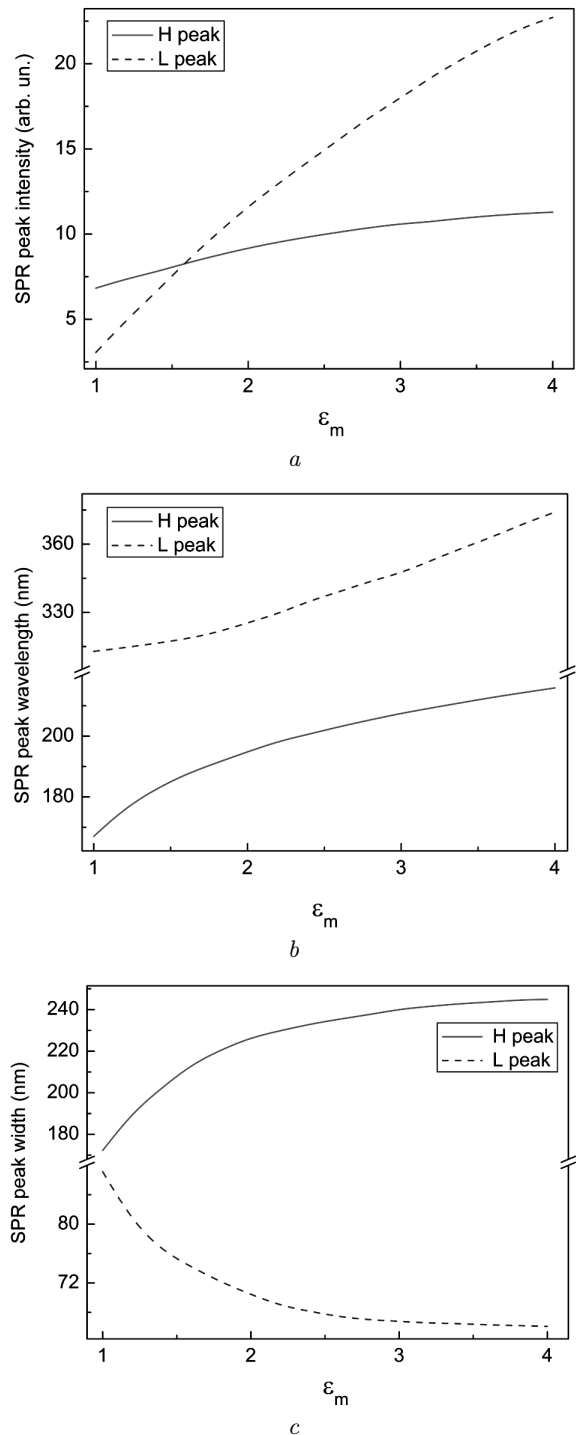 H peak
L peak
20
15
10
5
SPR peak intensity (arb. un.)
1 2 3 4
εm
a
H peak
L peak
360
330
200
180
SPR peak wavelength (nm)
1 2 3 4
εm
b
240
220
200
180
80
72
H peak
L peak
SPR peak width (nm)
1 2 3 4
εm
c